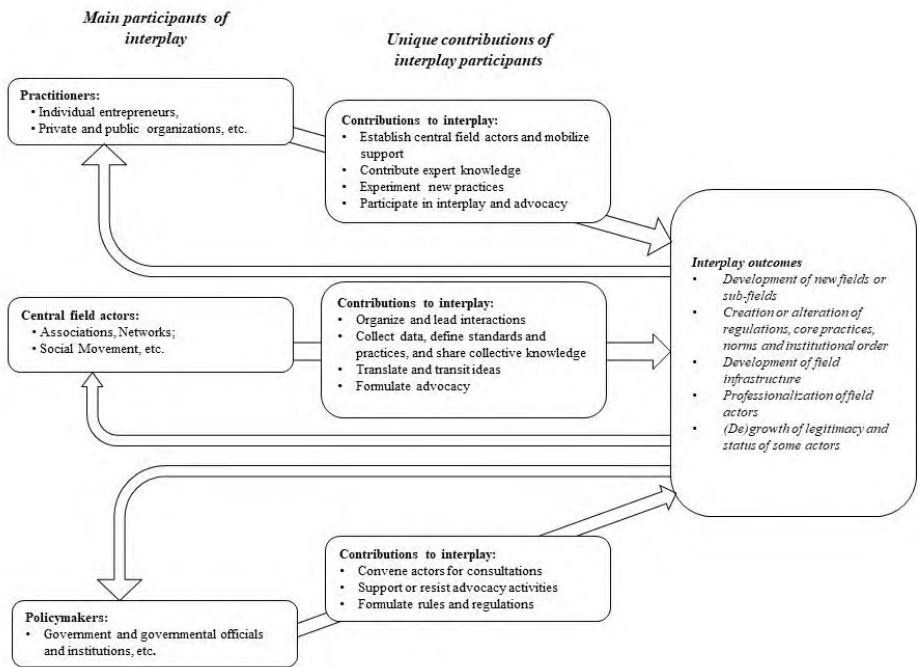 Main participants of
interplay
Unique contributions of
interplay participants
Practitioners:
• Individual entrepreneurs,
• Private and public organizations, etc.
Contributions to interplay:
• Establish central field actors and mobilize
support
• Contribute expert knowledge
• Experiment new practices
• Participate in interplay and advocacy
Central field actors:
• Associations, Networks;
• Social Movement, etc.
Contributions to interplay:
• Organize and lead interactions
• Collect data, define standards and
practices, and share collective knowledge
• Translate and transit ideas
• Formulate advocacy
Policymakers:
• Government and governmental officials
and institutions, etc.
Contributions to interplay:
• Convene actors for consultations
• Support or resist advocacy activities
• Formulate rules and regulations
Interplay outcomes
• Development of new fields or
sub-fields
• Creation or alteration of
regulations, core practices,
norms and institutional order
• Development of field
infrastructure
• Professionalization of field
actors
• (De)growth of legitimacy and
status of some actors